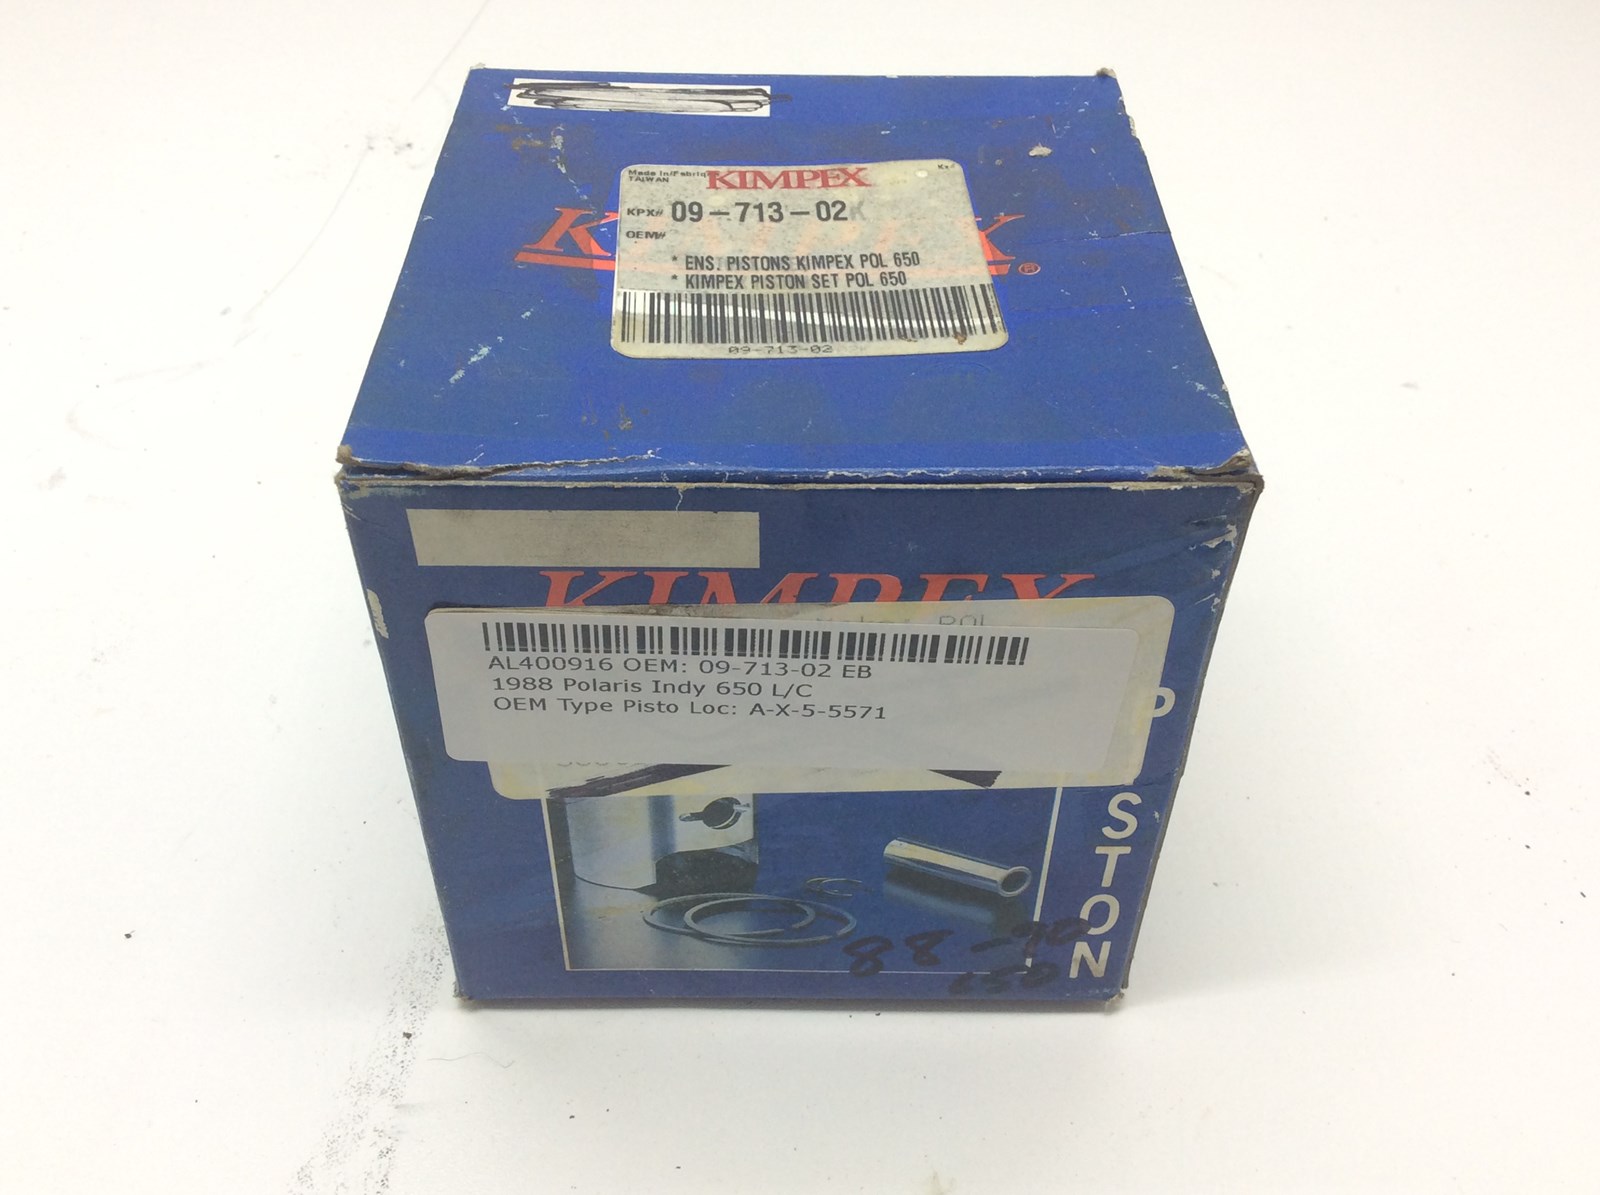 Made in/Fabriqu
TAIWAN
KIMPEX
KPX# 09-713-02K
OEM#
* ENS. PISTONS KIMPEX POL 650
* KIMPEX PISTON SET POL 650
09-713-02
KIMPEX
POL
AL400916 OEM: 09-713-02 EB
1988 Polaris Indy 650 L/C
OEM Type Pisto Loc: A-X-5-5571
P
S
T
O
N
88-90
650